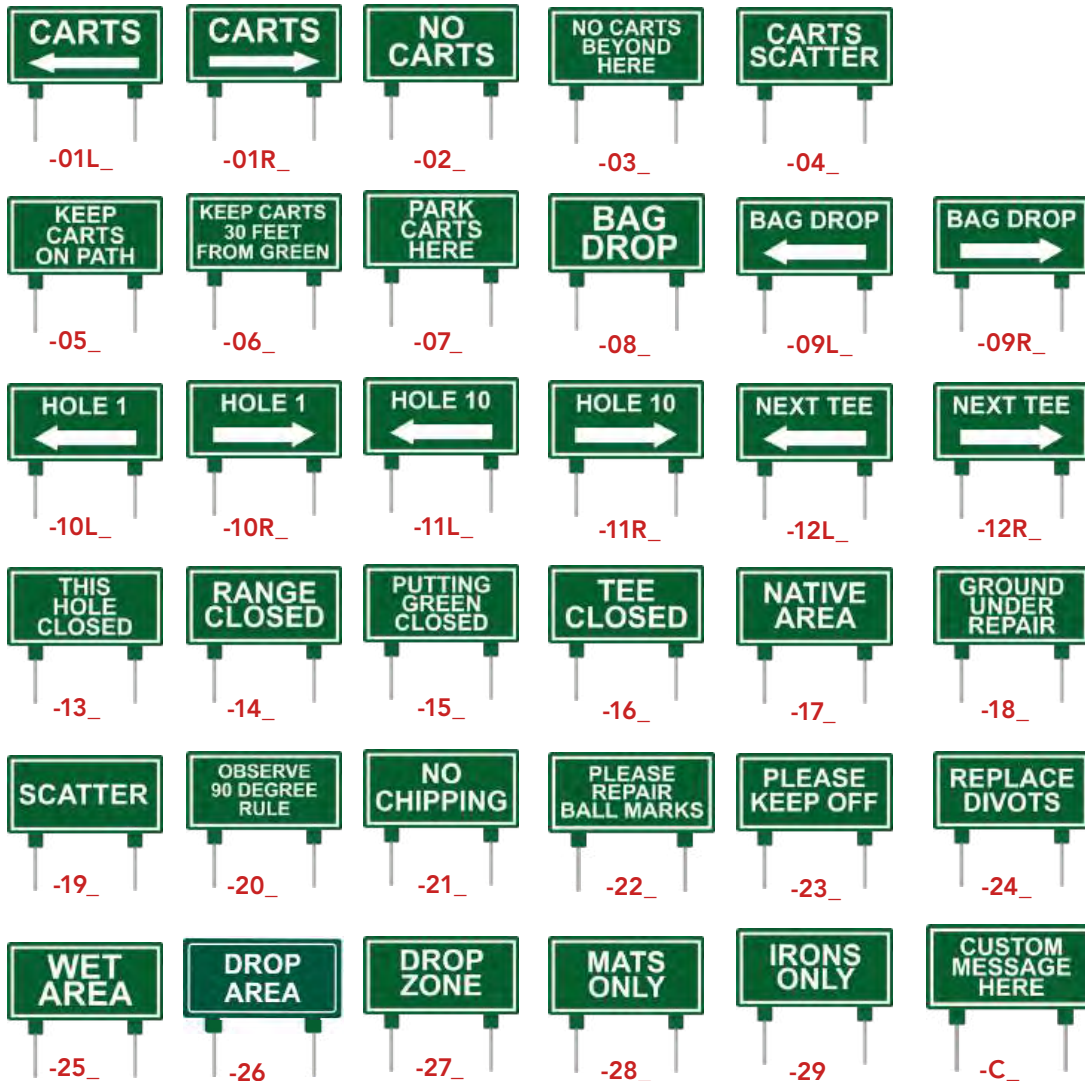 CARTS
-01L_
CARTS
-01R_
NO
CARTS
-02_
NO CARTS
BEYOND
HERE
-03_
CARTS
SCATTER
-04_
KEEP
CARTS
ON PATH
-05_
KEEP CARTS
30 FEET
FROM GREEN
-06_
PARK
CARTS
HERE
-07_
BAG
DROP
-08_
BAG DROP
-09L_
BAG DROP
-09R_
HOLE 1
-10L_
HOLE 1
-10R_
HOLE 10
-11L_
HOLE 10
-11R_
NEXT TEE
-12L_
NEXT TEE
-12R_
THIS
HOLE
CLOSED
-13_
RANGE
CLOSED
-14_
PUTTING
GREEN
CLOSED
-15_
TEE
CLOSED
-16_
NATIVE
AREA
-17_
GROUND
UNDER
REPAIR
-18_
SCATTER
-19_
OBSERVE
90 DEGREE
RULE
-20_
NO
CHIPPING
-21_
PLEASE
REPAIR
BALL MARKS
-22_
PLEASE
KEEP OFF
-23_
REPLACE
DIVOTS
-24_
WET
AREA
-25_
DROP
AREA
-26
DROP
ZONE
-27_
MATS
ONLY
-28_
IRONS
ONLY
-29
CUSTOM
MESSAGE
HERE
-C_